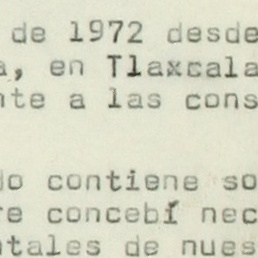 de 1972 desde
a, en Tlaxcala
nte a las cons
do contiene so
re concebí nec
ntales de nues